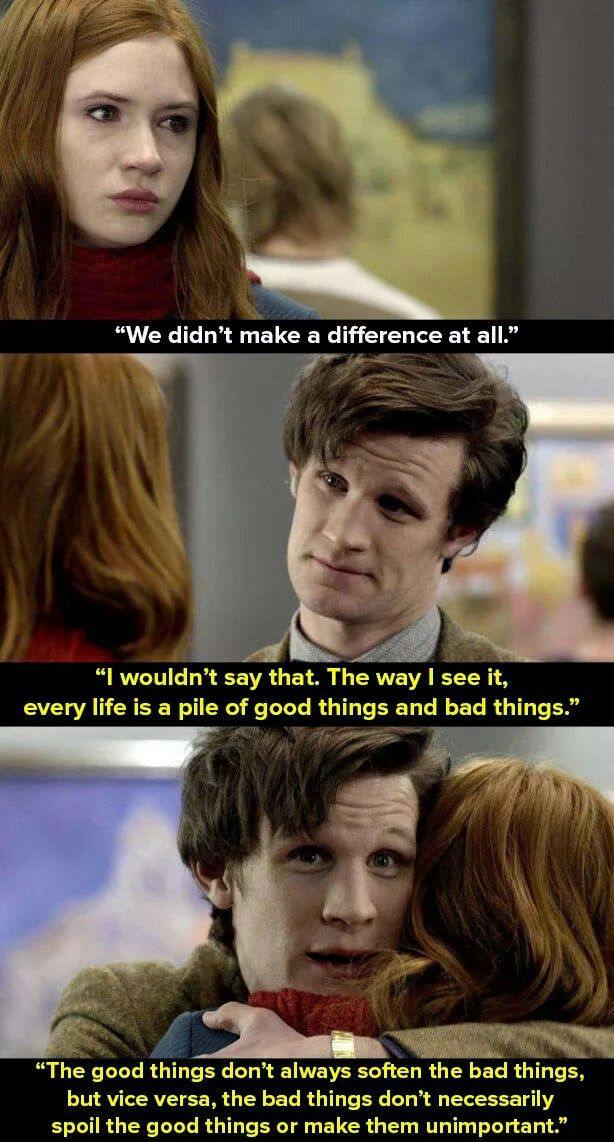 “We didn’t make a difference at all.”
“I wouldn’t say that. The way I see it,
every life is a pile of good things and bad things.”
“The good things don’t always soften the bad things,
but vice versa, the bad things don’t necessarily
spoil the good things or make them unimportant.”